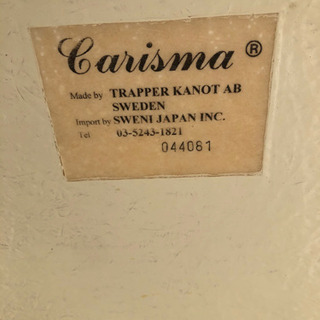 Carisma ®
Made by TRAPPER KANOT AB
SWEDEN
Import by SWENI JAPAN INC.
Tel 03-5243-1821
044061